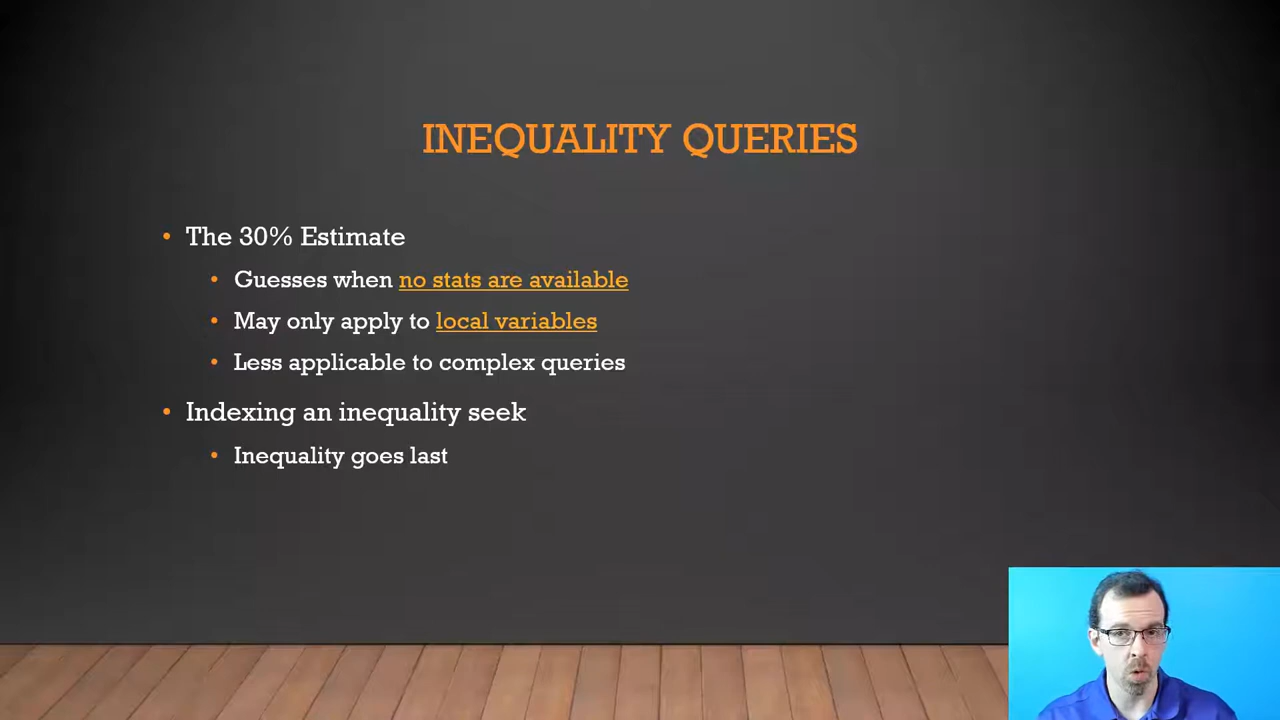 INEQUALITY QUERIES
• The 30% Estimate
• Guesses when no stats are available
• May only apply to local variables
• Less applicable to complex queries
• Indexing an inequality seek
• Inequality goes last